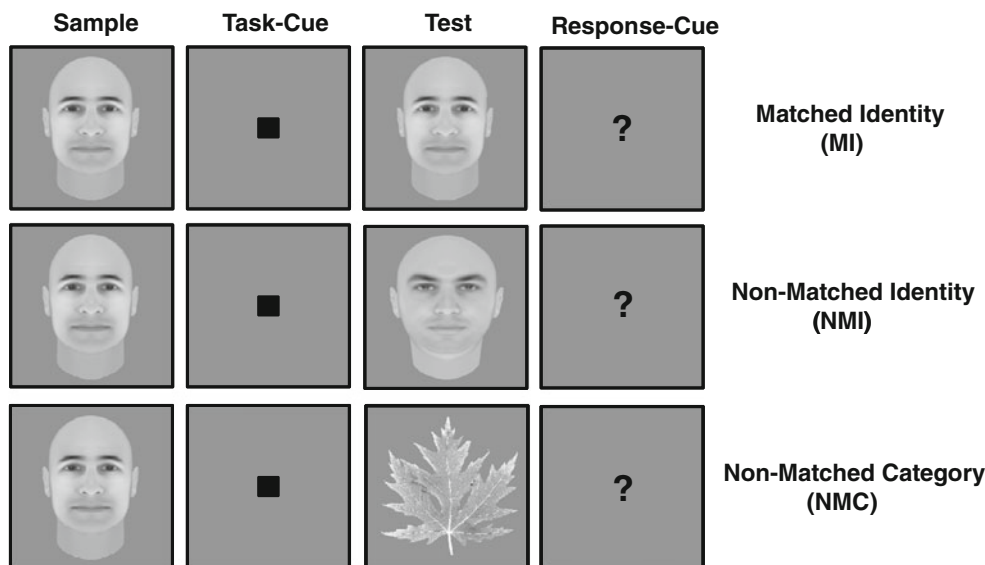 Sample Task-Cue Test Response-Cue
?
Matched Identity
(MI)
?
Non-Matched Identity
(NMI)
?
Non-Matched Category
(NMC)